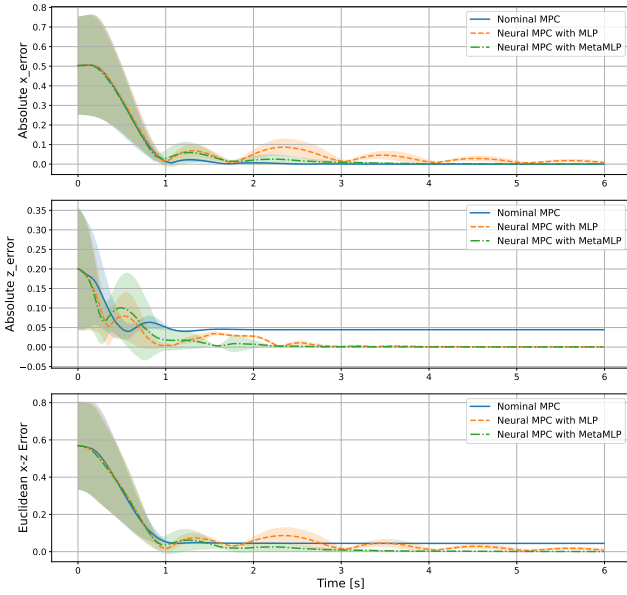 Absolute x_error
0.8
0.7
0.6
0.5
0.4
0.3
0.2
0.1
0.0
Nominal MPC
Neural MPC with MLP
Neural MPC with MetaMLP
0 1 2 3 4 5 6
Absolute z_error
0.35
0.30
0.25
0.20
0.15
0.10
0.05
0.00
−0.05
Nominal MPC
Neural MPC with MLP
Neural MPC with MetaMLP
0 1 2 3 4 5 6
Euclidean x-z Error
0.8
0.6
0.4
0.2
0.0
Nominal MPC
Neural MPC with MLP
Neural MPC with MetaMLP
0 1 2 3 4 5 6
Time [s]